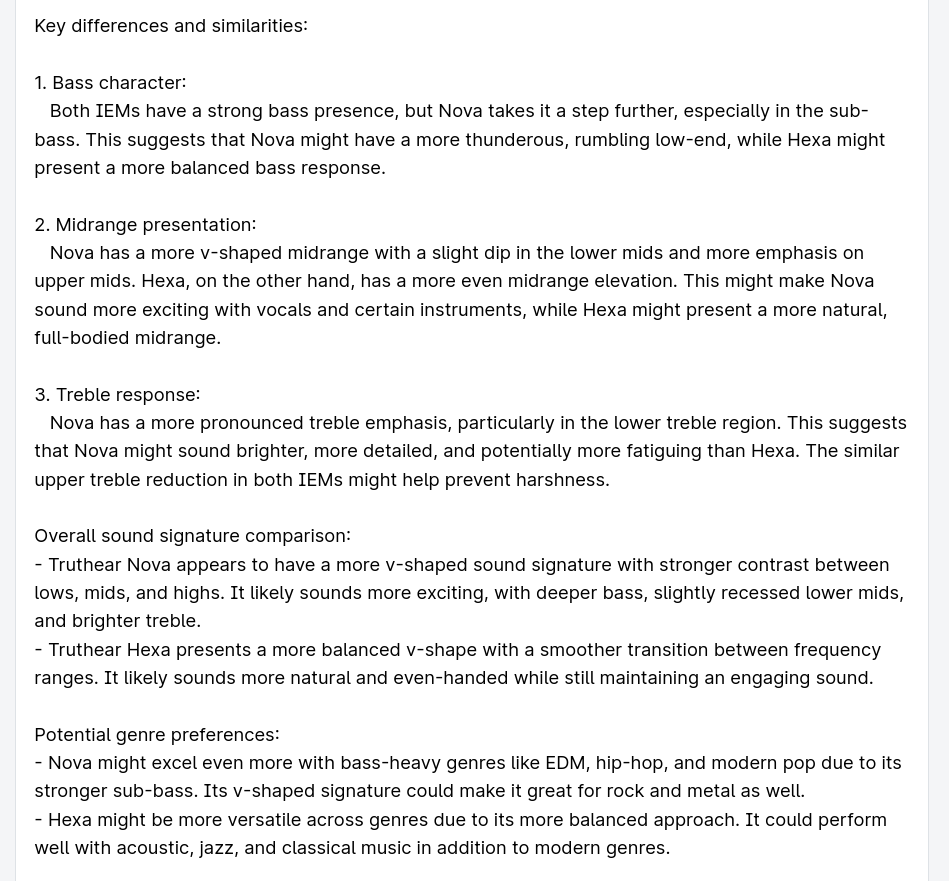 Key differences and similarities:
1. Bass character:
Both IEMs have a strong bass presence, but Nova takes it a step further, especially in the sub-
bass. This suggests that Nova might have a more thunderous, rumbling low-end, while Hexa might
present a more balanced bass response.
2. Midrange presentation:
Nova has a more v-shaped midrange with a slight dip in the lower mids and more emphasis on
upper mids. Hexa, on the other hand, has a more even midrange elevation. This might make Nova
sound more exciting with vocals and certain instruments, while Hexa might present a more natural,
full-bodied midrange.
3. Treble response:
Nova has a more pronounced treble emphasis, particularly in the lower treble region. This suggests
that Nova might sound brighter, more detailed, and potentially more fatiguing than Hexa. The similar
upper treble reduction in both IEMs might help prevent harshness.
Overall sound signature comparison:
- Truthear Nova appears to have a more v-shaped sound signature with stronger contrast between
lows, mids, and highs. It likely sounds more exciting, with deeper bass, slightly recessed lower mids,
and brighter treble.
- Truthear Hexa presents a more balanced v-shape with a smoother transition between frequency
ranges. It likely sounds more natural and even-handed while still maintaining an engaging sound.
Potential genre preferences:
- Nova might excel even more with bass-heavy genres like EDM, hip-hop, and modern pop due to its
stronger sub-bass. Its v-shaped signature could make it great for rock and metal as well.
- Hexa might be more versatile across genres due to its more balanced approach. It could perform
well with acoustic, jazz, and classical music in addition to modern genres.